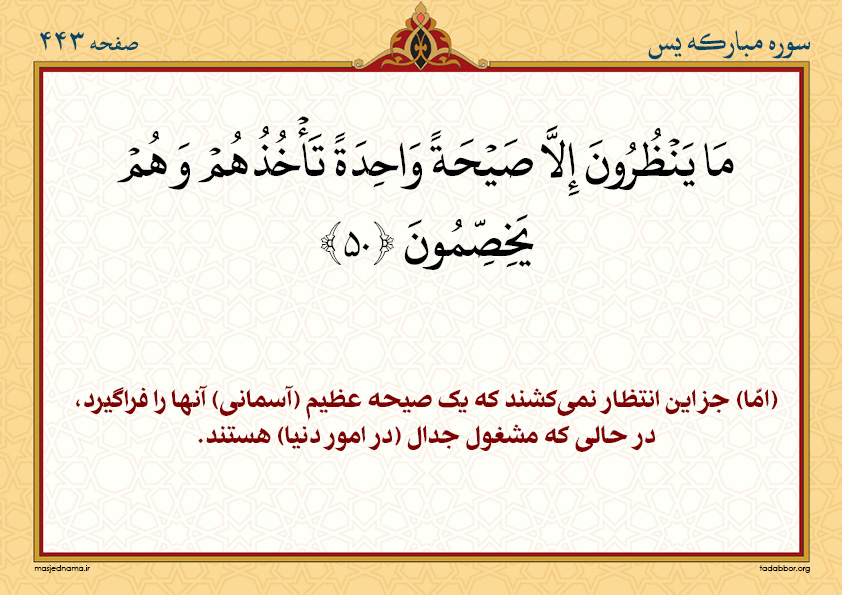 سوره مبارکه یس
صفحه ۴۴۳
مَا يَنْظُرُونَ إِلَّا صَيْحَةً وَاحِدَةً تَأْخُذُهُمْ وَهُمْ
يَخِصِّمُونَ ﴿۵۰﴾
(امّا) جز این انتظار نمی‌کشند که یک صیحه عظیم (آسمانی) آنها را فراگیرد،
در حالی که مشغول جدال (در امور دنیا) هستند.
masjednama.ir
tadabbor.org